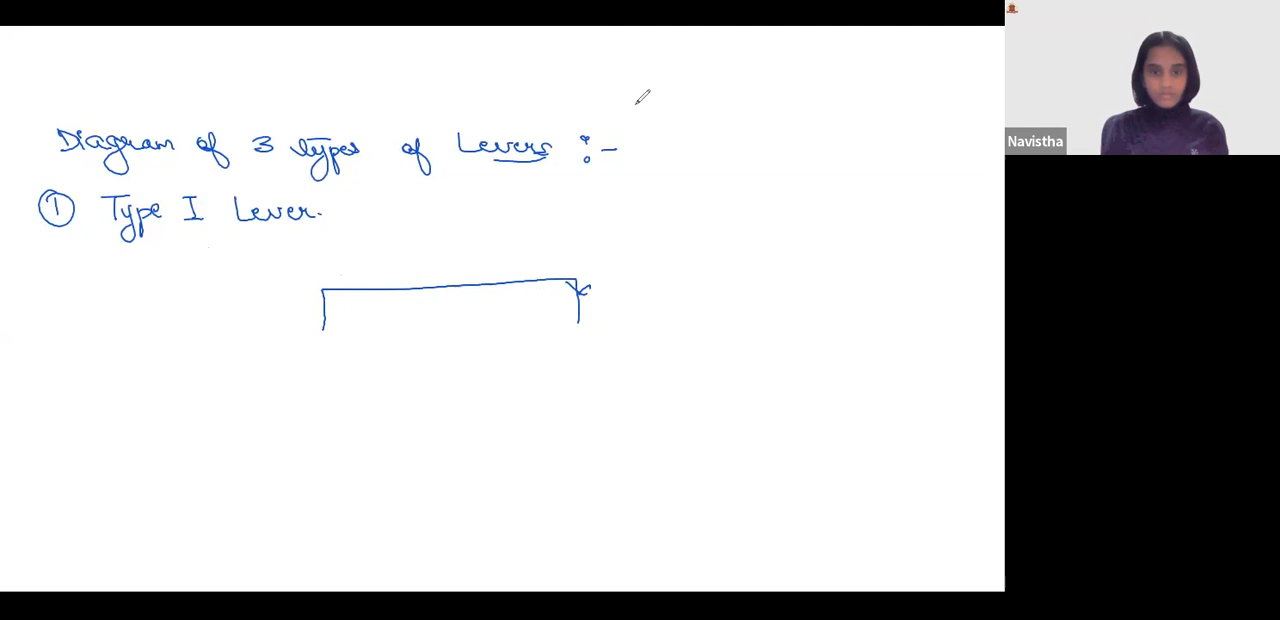 Diagram of 3 types of Levers :-
① Type I Lever.
Navistha